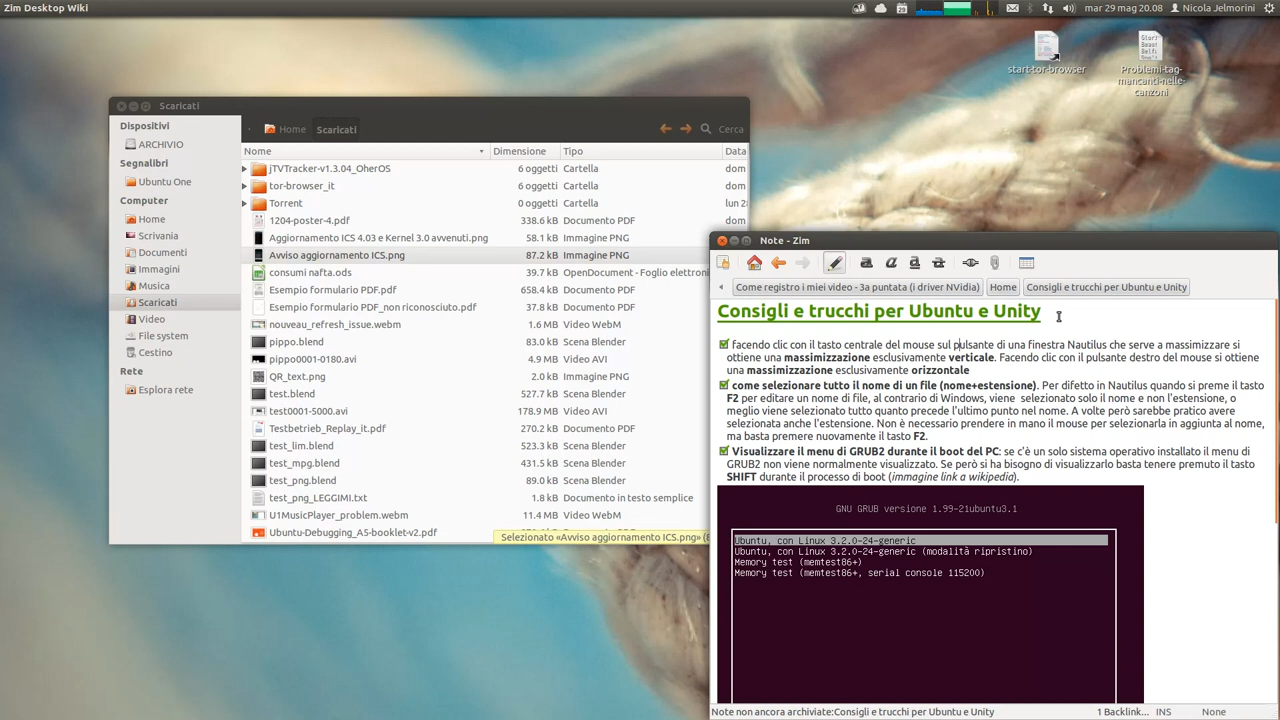 Zim Desktop Wiki
mar 29 mag 20.08
Nicola Jelmorini
start-tor-browser
Problemi-tag-
mancanti-nelle-
canzoni
Scaricati
Dispositivi
ARCHIVIO
Segnalibri
Ubuntu One
Computer
Home
Scrivania
Documenti
Immagini
Musica
Scaricati
Video
File system
Cestino
Rete
Esplora rete
Home
Scaricati
Cerca
Nome Dimensione Tipo Data
jTVTracker-v1.3.04_OherOS 6 oggetti Cartella dom
tor-browser_it 6 oggetti Cartella dom
Torrent 0 oggetti Cartella lun 28
1204-poster-4.pdf 338.6 kB Documento PDF dom
Aggiornamento ICS 4.03 e Kernel 3.0 avvenuti.png 58.1 kB Immagine PNG
Avviso aggiornamento ICS.png 87.2 kB Immagine PNG
consumi nafta.ods 39.7 kB OpenDocument - Foglio elettroni
Esempio formulario PDF.pdf 658.4 kB Documento PDF
Esempio formulario PDF_non riconosciuto.pdf 37.8 kB Documento PDF
nouveau_refresh_issue.webm 1.6 MB Video WebM
pippo.blend 83.0 kB Scena Blender
pippo0001-0180.avi 4.9 MB Video AVI
QR_text.png 376 byte Immagine PNG
test.blend 527.7 kB Scena Blender
test0001-5000.avi 178.9 MB Video AVI
Testbetrieb_Replay_it.pdf 270.2 kB Documento PDF
test_lim.blend 523.3 kB Scena Blender
test_mpg.blend 431.5 kB Scena Blender
test_png.blend 89.0 kB Scena Blender
test_png_LEGGIMI.txt 1.8 kB Documento in testo semplice
U1MusicPlayer_problem.webm 11.4 MB Video WebM
Ubuntu-Debugging_A5-booklet-v2.pdf
Selezionato «Avviso aggiornamento ICS.png» (8
Note - Zim
Come registro i miei video - 3a puntata (i driver NVidia) Home Consigli e trucchi per Ubuntu e Unity
Consigli e trucchi per Ubuntu e Unity
facendo clic con il tasto centrale del mouse sul pulsante di una finestra Nautilus che serve a massimizzare si
ottiene una massimizzazione esclusivamente verticale. Facendo clic con il pulsante destro del mouse si ottiene
una massimizzazione esclusivamente orizzontale
come selezionare tutto il nome di un file (nome+estensione). Per difetto in Nautilus quando si preme il tasto
F2 per editare un nome di file, al contrario di Windows, viene selezionato solo il nome e non l'estensione, o
meglio viene selezionato tutto quanto precede l'ultimo punto nel nome. A volte però sarebbe pratico avere
selezionata anche l'estensione. Non è necessario prendere in mano il mouse per selezionarla in aggiunta al nome,
ma basta premere nuovamente il tasto F2.
Visualizzare il menu di GRUB2 durante il boot del PC: se c'è un solo sistema operativo installato il menu di
GRUB2 non viene normalmente visualizzato. Se però si ha bisogno di visualizzarlo basta tenere premuto il tasto
SHIFT durante il processo di boot (immagine link a wikipedia).
GNU GRUB versione 1.99-21ubuntu3.1
Ubuntu, con Linux 3.2.0-24-generic
Ubuntu, con Linux 3.2.0-24-generic (modalità ripristino)
Memory test (memtest86+)
Memory test (memtest86+, serial console 115200)
Note non ancora archiviate:Consigli e trucchi per Ubuntu e Unity 1 Backlink... INS None